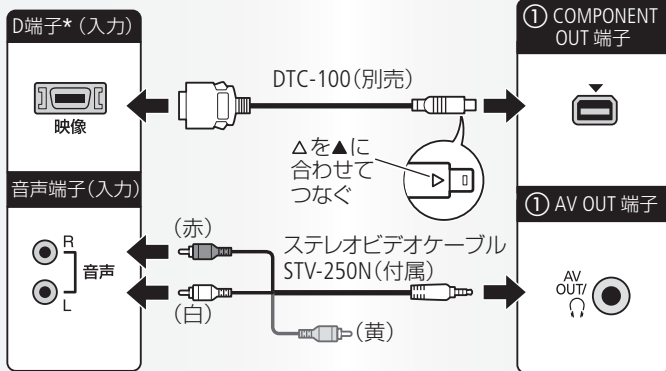 D端子*（入力）
映像
DTC-100（別売）
△を▲に
合わせて
つなぐ
① COMPONENT
OUT 端子
音声端子（入力）
R
音声
L
（赤）
（白）
（黄）
ステレオビデオケーブル
STV-250N（付属）
① AV OUT 端子
AV
OUT/